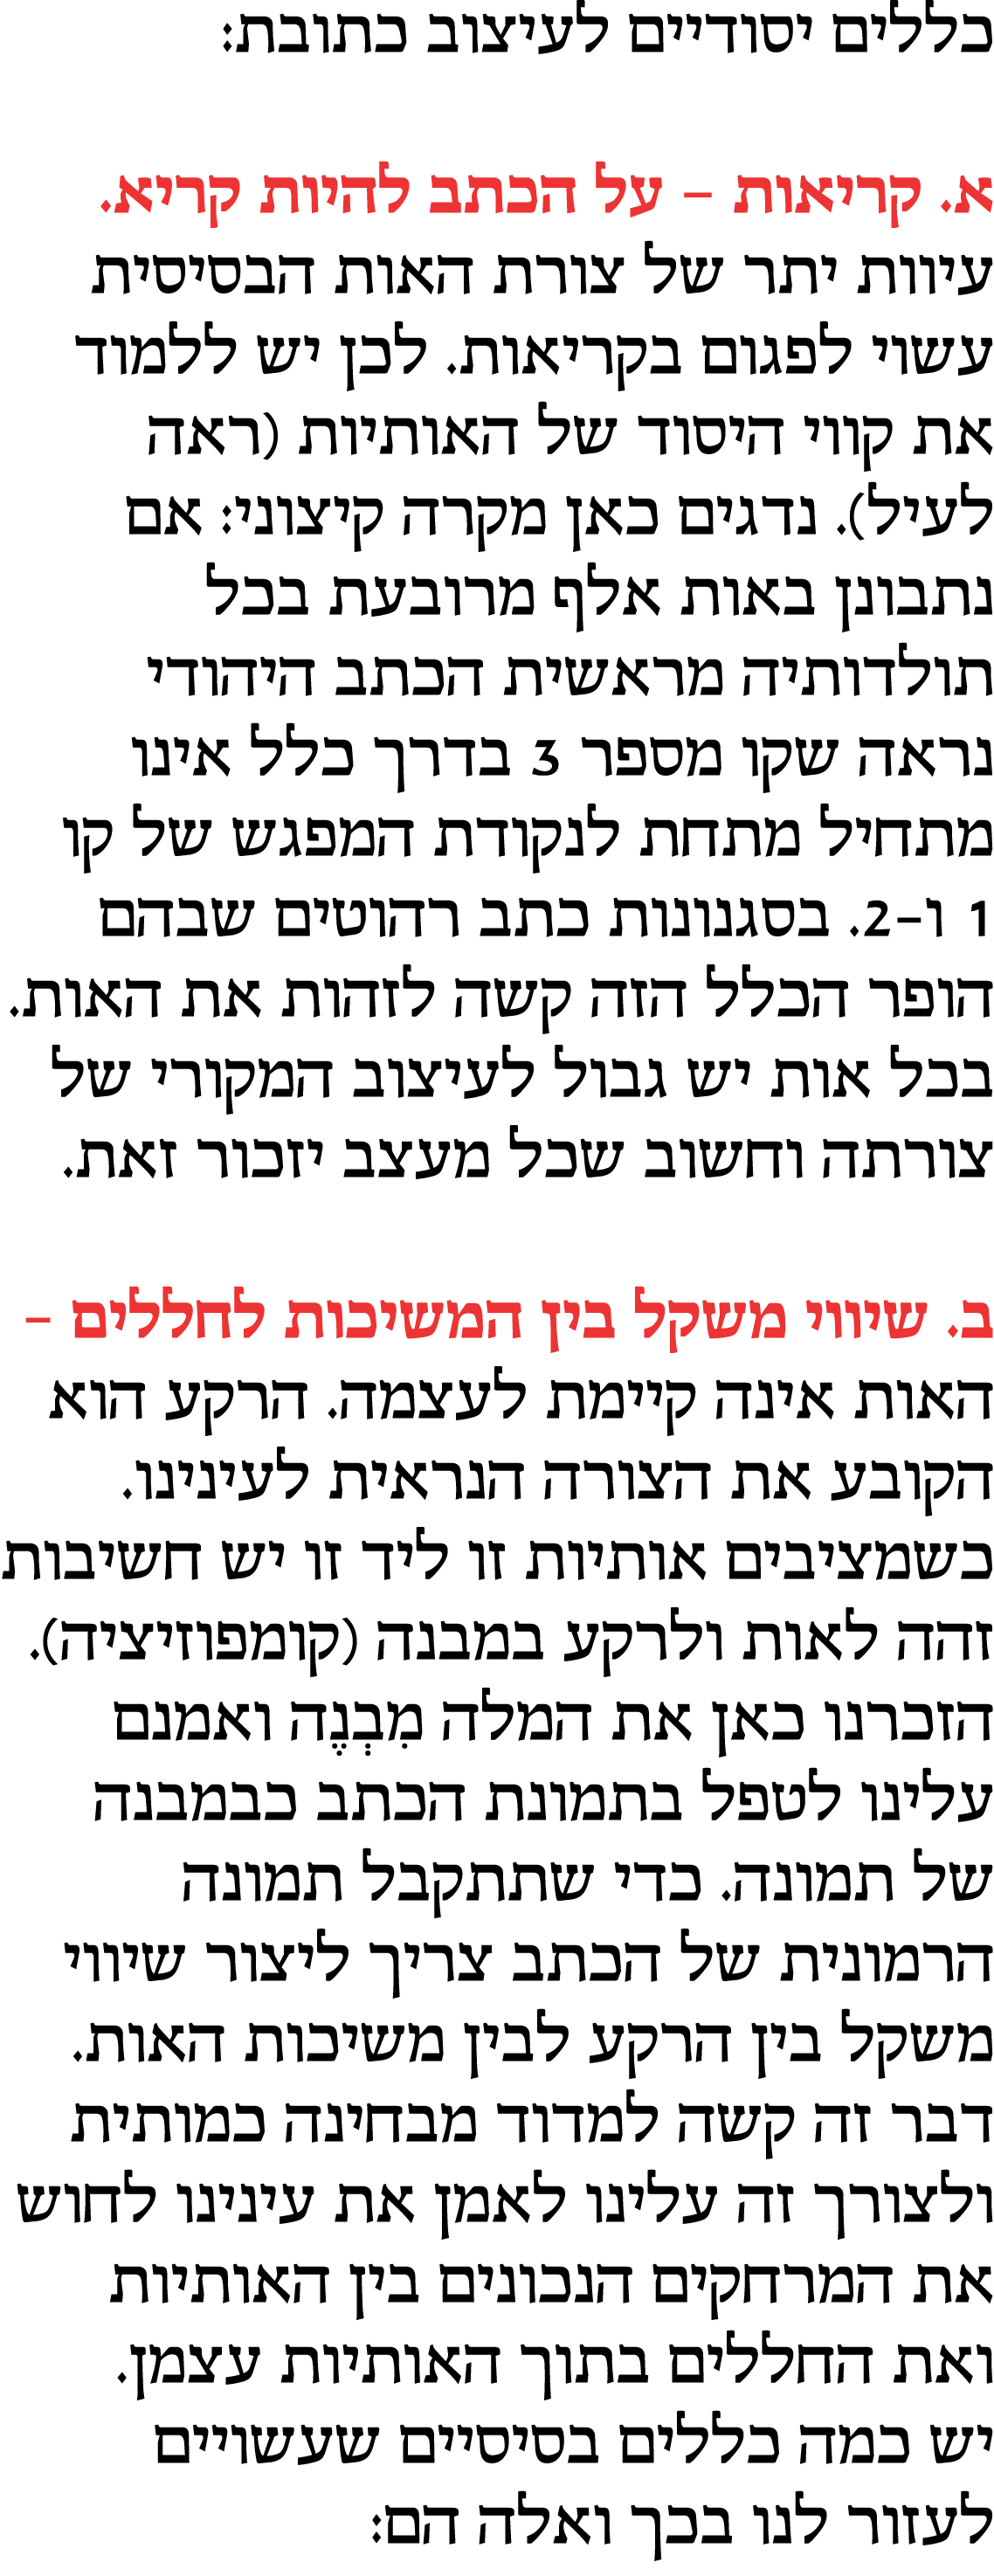 כללים יסודיים לעיצוב כתובת:
א. קריאות – על הכתב להיות קריא.
עיוות יתר של צורת האות הבסיסית
עשוי לפגום בקריאות. לכן יש ללמוד
את קווי היסוד של האותיות (ראה
לעיל). נדגים כאן מקרה קיצוני: אם
נתבונן באות אלף מרובעת בכל
תולדותיה מראשית הכתב היהודי
נראה שקו מספר 3 בדרך כלל אינו
מתחיל מתחת לנקודת המפגש של קו
1 ו-2. בסגנונות כתב רהוטים שבהם
הופר הכלל הזה קשה לזהות את האות.
בכל אות יש גבול לעיצוב המקורי של
צורתה וחשוב שכל מעצב יזכור זאת.
ב. שיווי משקל בין המשיכות לחללים –
האות אינה קיימת לעצמה. הרקע הוא
הקובע את הצורה הנראית לעינינו.
כשמציבים אותיות זו ליד זו יש חשיבות
זהה לאות ולרקע במבנה (קומפוזיציה).
הזכרנו כאן את המלה מִבְנֶה ואמנם
עלינו לטפל בתמונת הכתב כבמבנה
של תמונה. כדי שתתקבל תמונה
הרמונית של הכתב צריך ליצור שיווי
משקל בין הרקע לבין משיכות האות.
דבר זה קשה למדוד מבחינה כמותית
ולצורך זה עלינו לאמן את עינינו לחוש
את המרחקים הנכונים בין האותיות
ואת החללים בתוך האותיות עצמן.
יש כמה כללים בסיסיים שעשויים
לעזור לנו בכך ואלה הם: